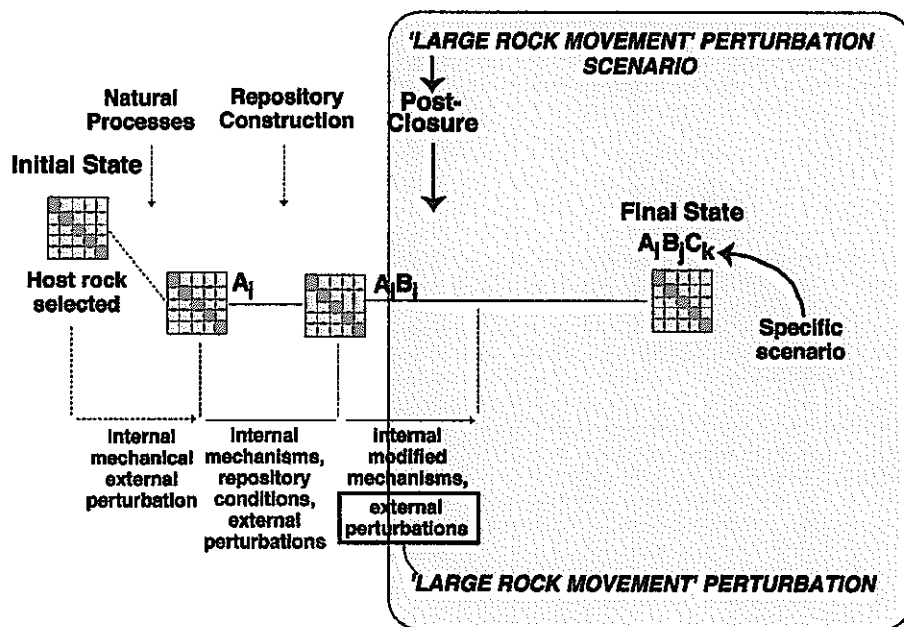 'LARGE ROCK MOVEMENT' PERTURBATION
SCENARIO
Natural
Processes
Repository
Construction
Post-
Closure
Initial State
Final State
AiBjCk
Host rock
selected
Ai
AiBj
Specific
scenario
internal
mechanical
external
perturbation
internal
mechanisms,
repository
conditions,
external
perturbations
internal
modified
mechanisms,
external
perturbations
'LARGE ROCK MOVEMENT' PERTURBATION